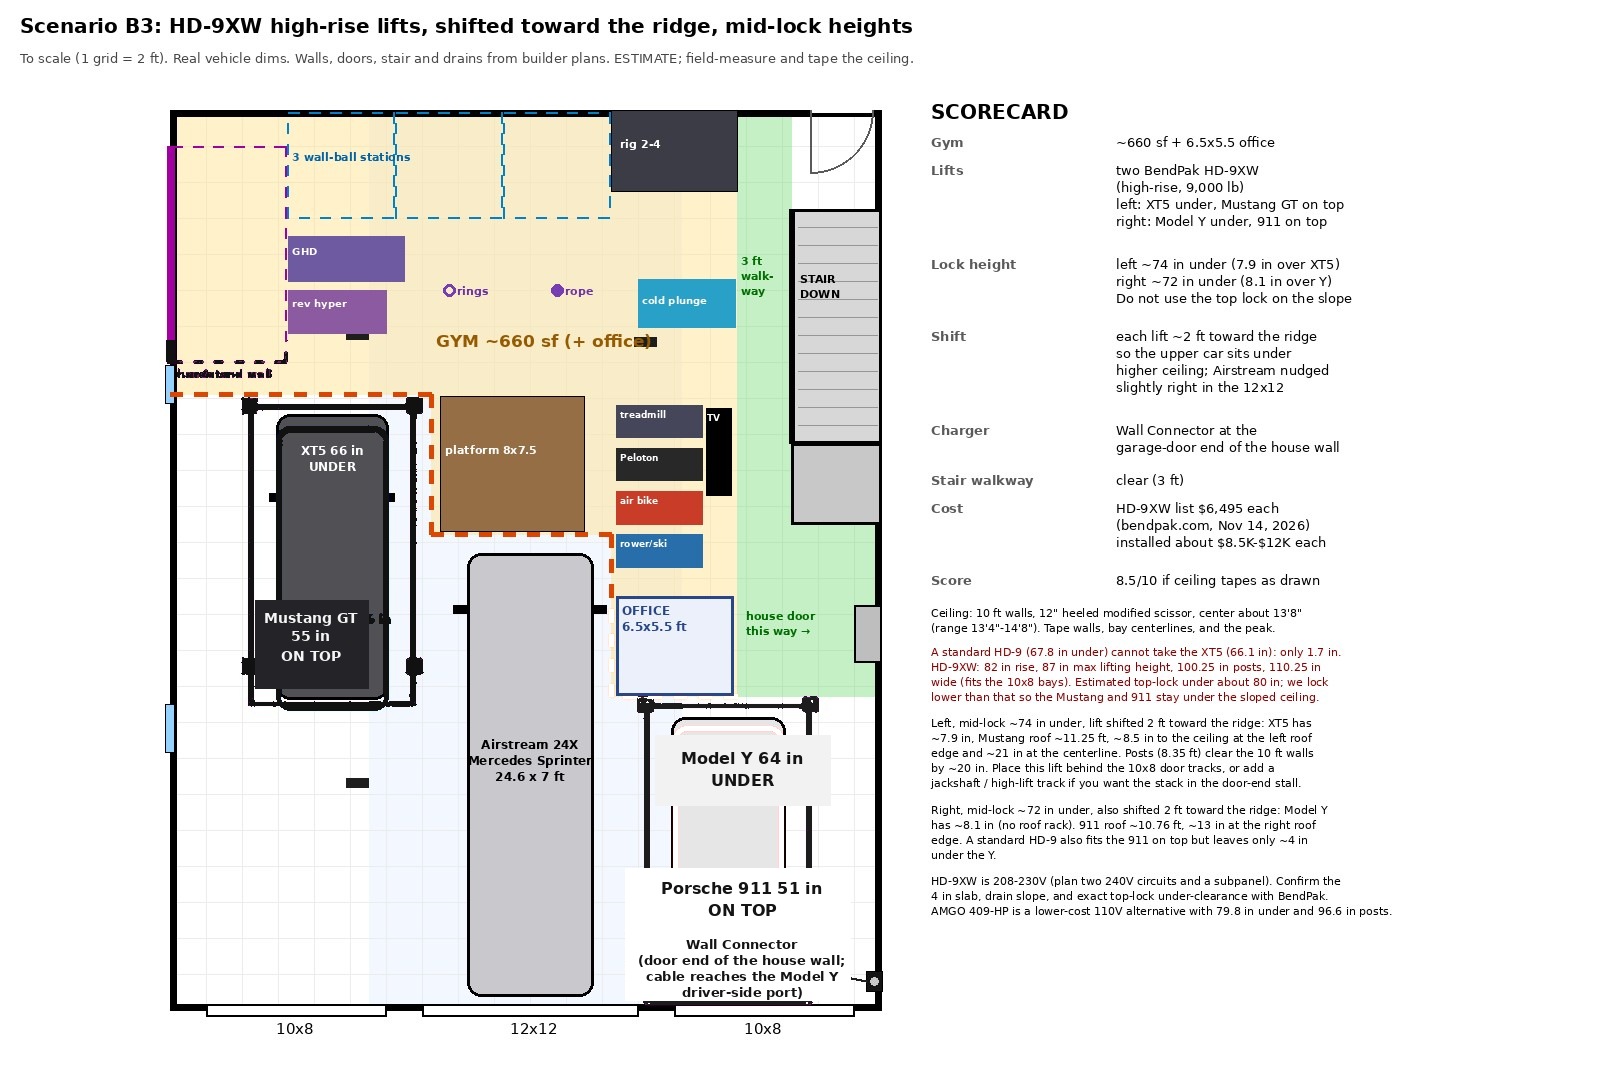 Scenario B3: HD-9XW high-rise lifts, shifted toward the ridge, mid-lock heights
To scale (1 grid = 2 ft). Real vehicle dims. Walls, doors, stair and drains from builder plans. ESTIMATE; field-measure and tape the ceiling.
3 wall-ball stations
rig 2-4
GHD
rev hyper
rings
rope
cold plunge
3 ft
walk-
way
STAIR
DOWN
GYM ~660 sf (+ office)
XT5 66 in
UNDER
platform 8x7.5
treadmill
TV
Peloton
air bike
rower/ski
OFFICE
6.5x5.5 ft
house door
this way →
Mustang GT
55 in
ON TOP
Airstream 24X
Mercedes Sprinter
24.6 x 7 ft
Model Y 64 in
UNDER
Porsche 911 51 in
ON TOP
Wall Connector
(door end of the house wall;
cable reaches the Model Y
driver-side port)
10x8
12x12
10x8
SCORECARD
Gym ~660 sf + 6.5x5.5 office
Lifts two BendPak HD-9XW
(high-rise, 9,000 lb)
left: XT5 under, Mustang GT on top
right: Model Y under, 911 on top
Lock height left ~74 in under (7.9 in over XT5)
right ~72 in under (8.1 in over Y)
Do not use the top lock on the slope
Shift each lift ~2 ft toward the ridge
so the upper car sits under
higher ceiling; Airstream nudged
slightly right in the 12x12
Charger Wall Connector at the
garage-door end of the house wall
Stair walkway clear (3 ft)
Cost HD-9XW list $6,495 each
(bendpak.com, Nov 14, 2026)
installed about $8.5K-$12K each
Score 8.5/10 if ceiling tapes as drawn
Ceiling: 10 ft walls, 12" heeled modified scissor, center about 13'8"
(range 13'4"-14'8"). Tape walls, bay centerlines, and the peak.
A standard HD-9 (67.8 in under) cannot take the XT5 (66.1 in): only 1.7 in.
HD-9XW: 82 in rise, 87 in max lifting height, 100.25 in posts, 110.25 in
wide (fits the 10x8 bays). Estimated top-lock under about 80 in; we lock
lower than that so the Mustang and 911 stay under the sloped ceiling.
Left, mid-lock ~74 in under, lift shifted 2 ft toward the ridge: XT5 has
~7.9 in, Mustang roof ~11.25 ft, ~8.5 in to the ceiling at the left roof
edge and ~21 in at the centerline. Posts (8.35 ft) clear the 10 ft walls
by ~20 in. Place this lift behind the 10x8 door tracks, or add a
jackshaft / high-lift track if you want the stack in the door-end stall.
Right, mid-lock ~72 in under, also shifted 2 ft toward the ridge: Model Y
has ~8.1 in (no roof rack). 911 roof ~10.76 ft, ~13 in at the right roof
edge. A standard HD-9 also fits the 911 on top but leaves only ~4 in
under the Y.
HD-9XW is 208-230V (plan two 240V circuits and a subpanel). Confirm the
4 in slab, drain slope, and exact top-lock under-clearance with BendPak.
AMGO 409-HP is a lower-cost 110V alternative with 79.8 in under and 96.6 in posts.